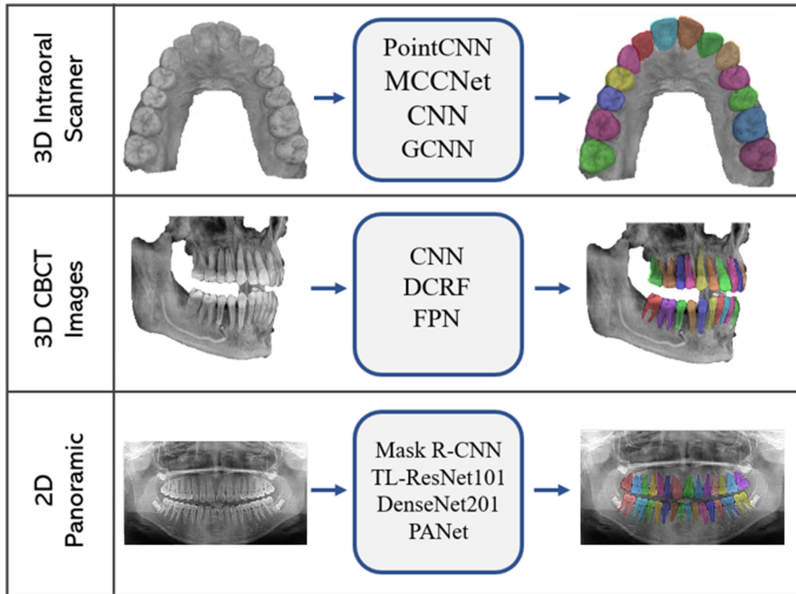 3D Intraoral
Scanner
PointCNN
MCCNet
CNN
GCNN
3D CBCT
Images
CNN
DCRF
FPN
2D
Panoramic
Mask R-CNN
TL-ResNet101
DenseNet201
PANet